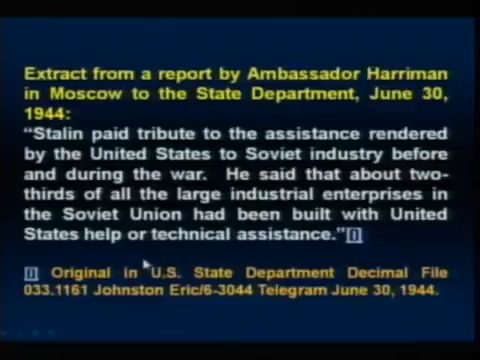 Extract from a report by Ambassador Harriman
in Moscow to the State Department, June 30,
1944:
“Stalin paid tribute to the assistance rendered
by the United States to Soviet industry before
and during the war. He said that about two-
thirds of all the large industrial enterprises in
the Soviet Union had been built with United
States help or technical assistance.”[i]
[i] Original in U.S. State Department Decimal File
033.1161 Johnston Eric/6-3044 Telegram June 30, 1944.